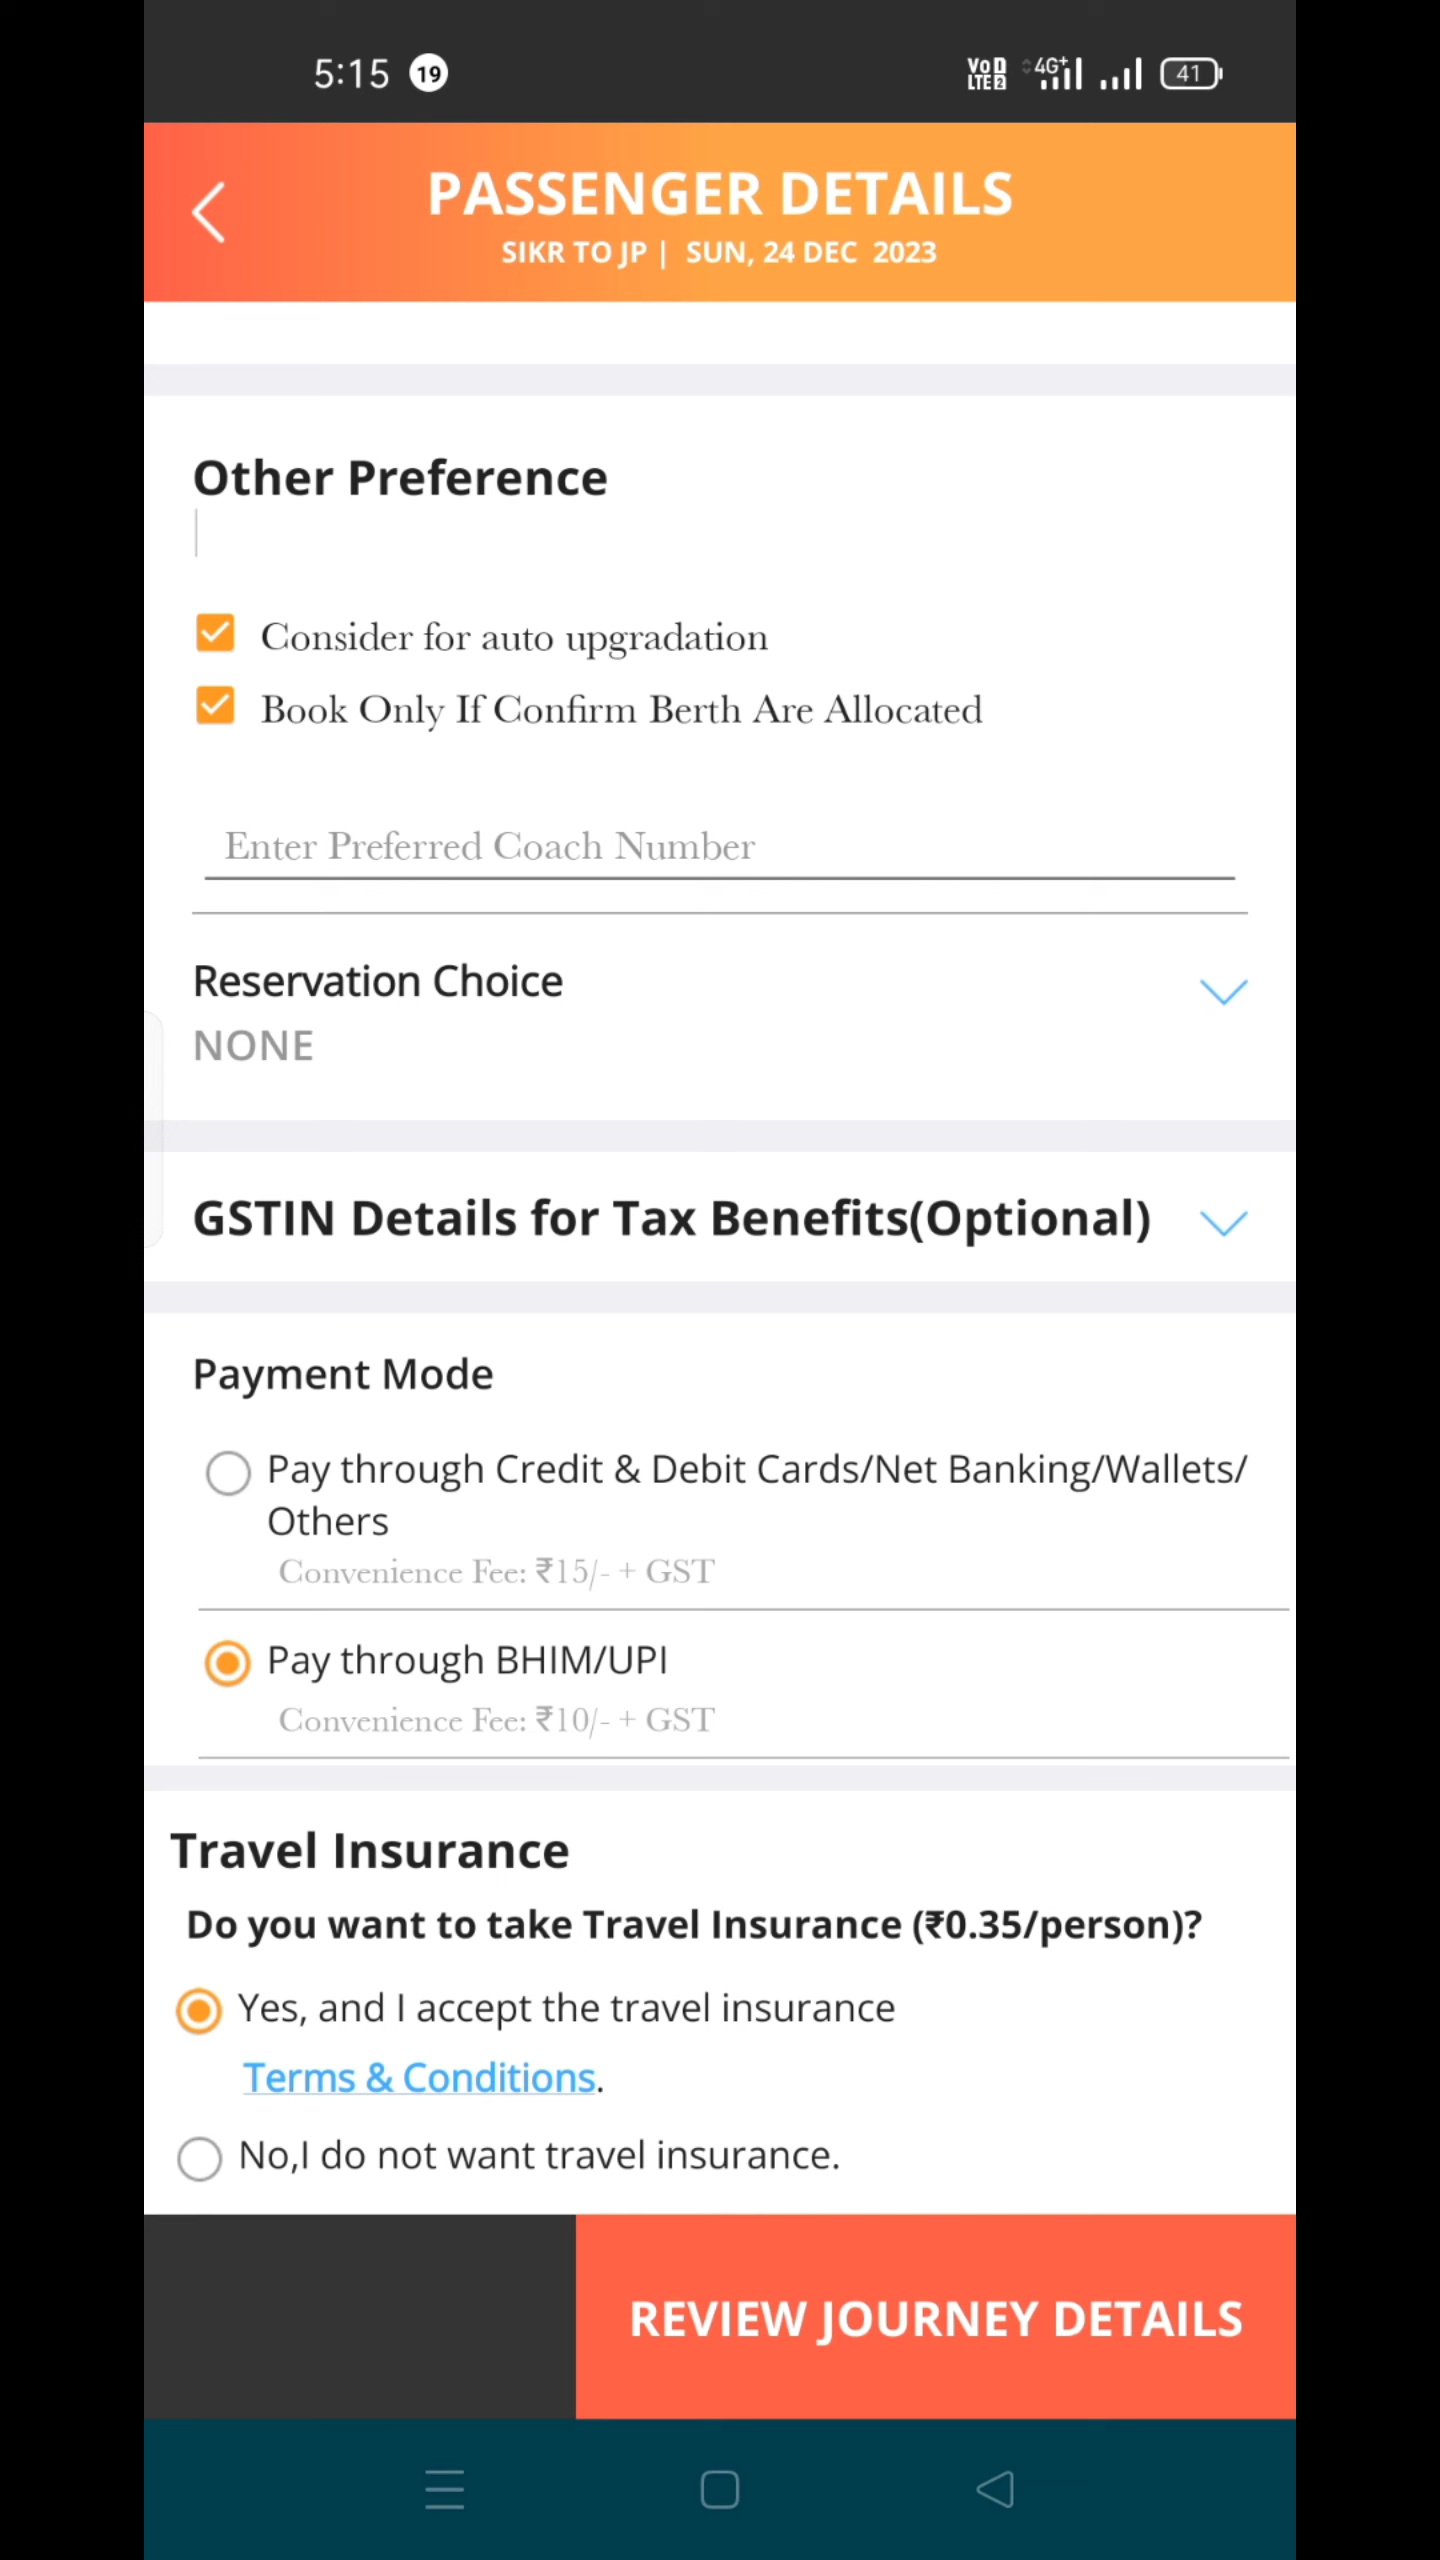 5:15 19 VoD LTE2 4G+ 41
PASSENGER DETAILS
SIKR TO JP | SUN, 24 DEC 2023
Other Preference
Consider for auto upgradation
Book Only If Confirm Berth Are Allocated
Enter Preferred Coach Number
Reservation Choice
NONE
GSTIN Details for Tax Benefits(Optional)
Payment Mode
Pay through Credit & Debit Cards/Net Banking/Wallets/
Others
Convenience Fee: ₹15/- + GST
Pay through BHIM/UPI
Convenience Fee: ₹10/- + GST
Travel Insurance
Do you want to take Travel Insurance (₹0.35/person)?
Yes, and I accept the travel insurance
Terms & Conditions.
No,I do not want travel insurance.
REVIEW JOURNEY DETAILS